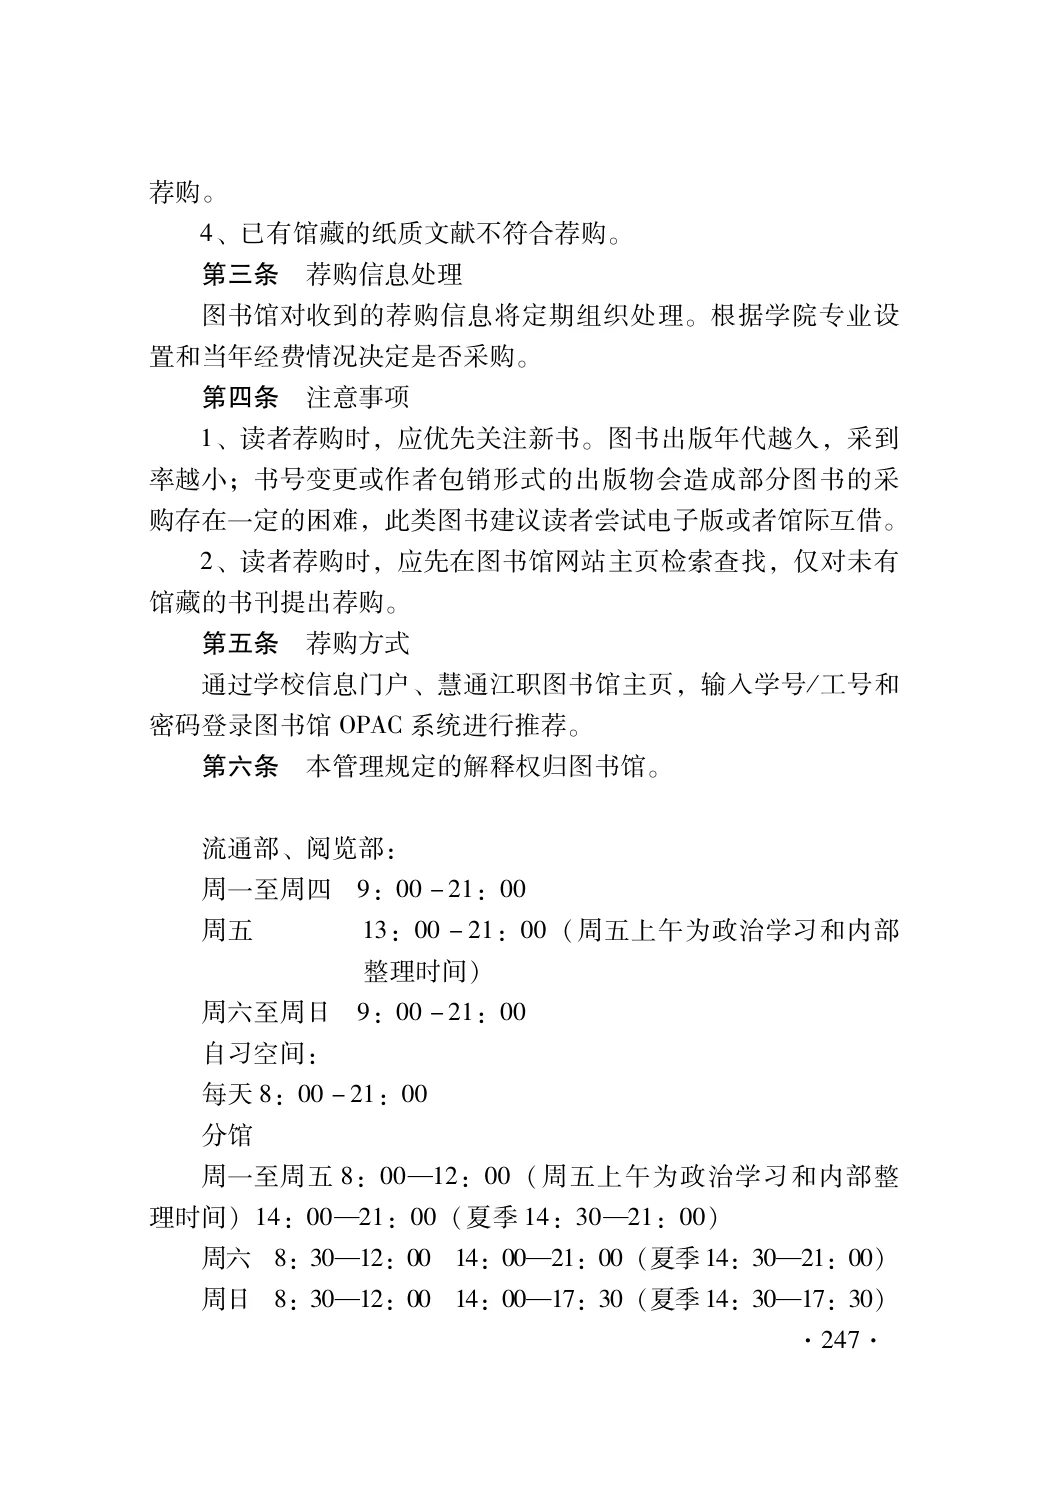 荐购。
4、已有馆藏的纸质文献不符合荐购。
第三条　荐购信息处理
图书馆对收到的荐购信息将定期组织处理。根据学院专业设
置和当年经费情况决定是否采购。
第四条　注意事项
1、读者荐购时，应优先关注新书。图书出版年代越久，采到
率越小；书号变更或作者包销形式的出版物会造成部分图书的采
购存在一定的困难，此类图书建议读者尝试电子版或者馆际互借。
2、读者荐购时，应先在图书馆网站主页检索查找，仅对未有
馆藏的书刊提出荐购。
第五条　荐购方式
通过学校信息门户、慧通江职图书馆主页，输入学号/工号和
密码登录图书馆 OPAC 系统进行推荐。
第六条　本管理规定的解释权归图书馆。
流通部、阅览部：
周一至周四　9：00－21：00
周五　　　　13：00－21：00（周五上午为政治学习和内部
整理时间）
周六至周日　9：00－21：00
自习空间：
每天 8：00－21：00
分馆
周一至周五 8：00—12：00（周五上午为政治学习和内部整
理时间）14：00—21：00（夏季 14：30—21：00）
周六　8：30—12：00　14：00—21：00（夏季 14：30—21：00）
周日　8：30—12：00　14：00—17：30（夏季 14：30—17：30）
·247·